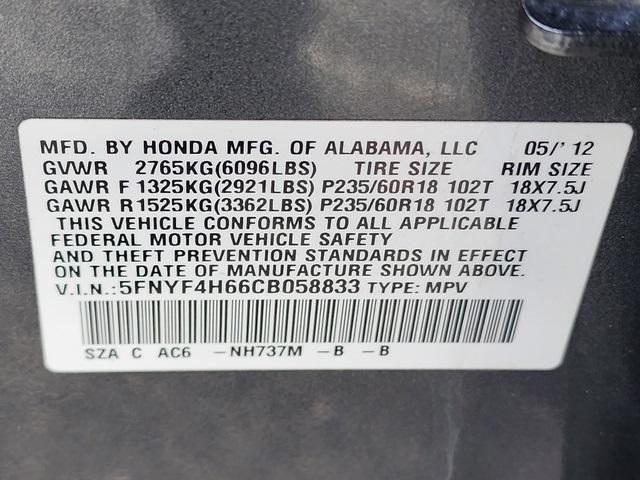 MFD. BY HONDA MFG. OF ALABAMA, LLC 05/' 12
GVWR 2765KG(6096LBS) TIRE SIZE RIM SIZE
GAWR F 1325KG(2921LBS) P235/60R18 102T 18X7.5J
GAWR R1525KG(3362LBS) P235/60R18 102T 18X7.5J
THIS VEHICLE CONFORMS TO ALL APPLICABLE
FEDERAL MOTOR VEHICLE SAFETY
AND THEFT PREVENTION STANDARDS IN EFFECT
ON THE DATE OF MANUFACTURE SHOWN ABOVE.
V.I.N.:5FNYF4H66CB058833 TYPE: MPV
SZA C AC6 -NH737M -B -B